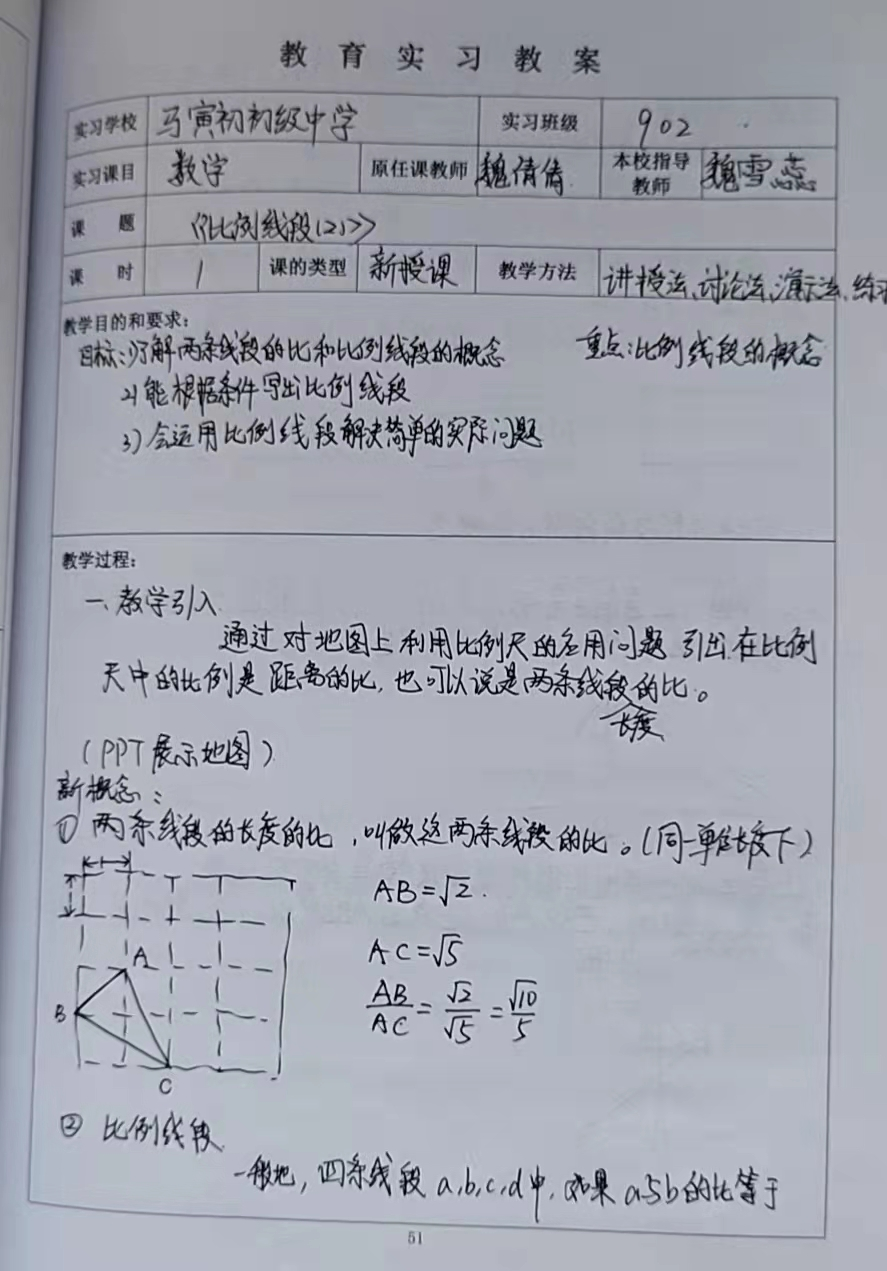 教育实习教案
实习学校 马寅初初级中学 实习班级 902
实习课目 数学 原任课教师 魏倩倩 本校指导教师 魏雪蕊
课题 《比例线段(2)》
课时 1 课的类型 新授课 教学方法 讲授法、讨论法、演示法、练
教学目的和要求:
目标:1)了解两条线段的比和比例线段的概念 重点:比例线段的概念
2)能根据条件写出比例线段
3)会运用比例线段解决简单的实际问题
教学过程:
一、教学引入
通过对地图上利用比例尺的应用问题 引出在比例
尺中的比例是距离的比,也可以说是两条线段的比。
长度
(PPT展示地图)
新概念:
① 两条线段的长度的比,叫做这两条线段的比。(同一单位长度下)
AB=√2.
A
AC=√5
B
AB/AC=√2/√5=√10/5
C
② 比例线段
一般地,四条线段a,b,c,d中,如果a与b的比等于
51